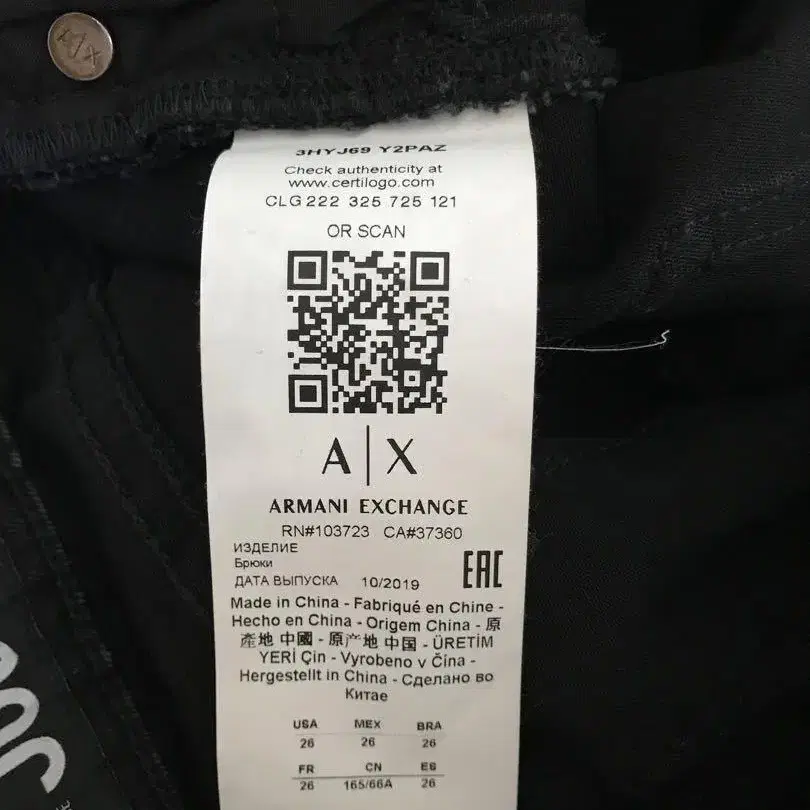 A/X
3HYJ69 Y2PAZ
Check authenticity at
www.certilogo.com
CLG 222 325 725 121
OR SCAN
A|X
ARMANI EXCHANGE
RN#103723 CA#37360
ИЗДЕЛИЕ
Брюки
ДАТА ВЫПУСКА 10/2019
EAC
Made in China - Fabriqué en Chine -
Hecho en China - Origem China - 原
產地 中國 - 原产地 中国 - ÜRETİM
YERİ Çin - Vyrobeno v Čína -
Hergestellt in China - Сделано во
Китае
USA MEX BRA
26 26 26
FR CN ES
26 165/66A 26